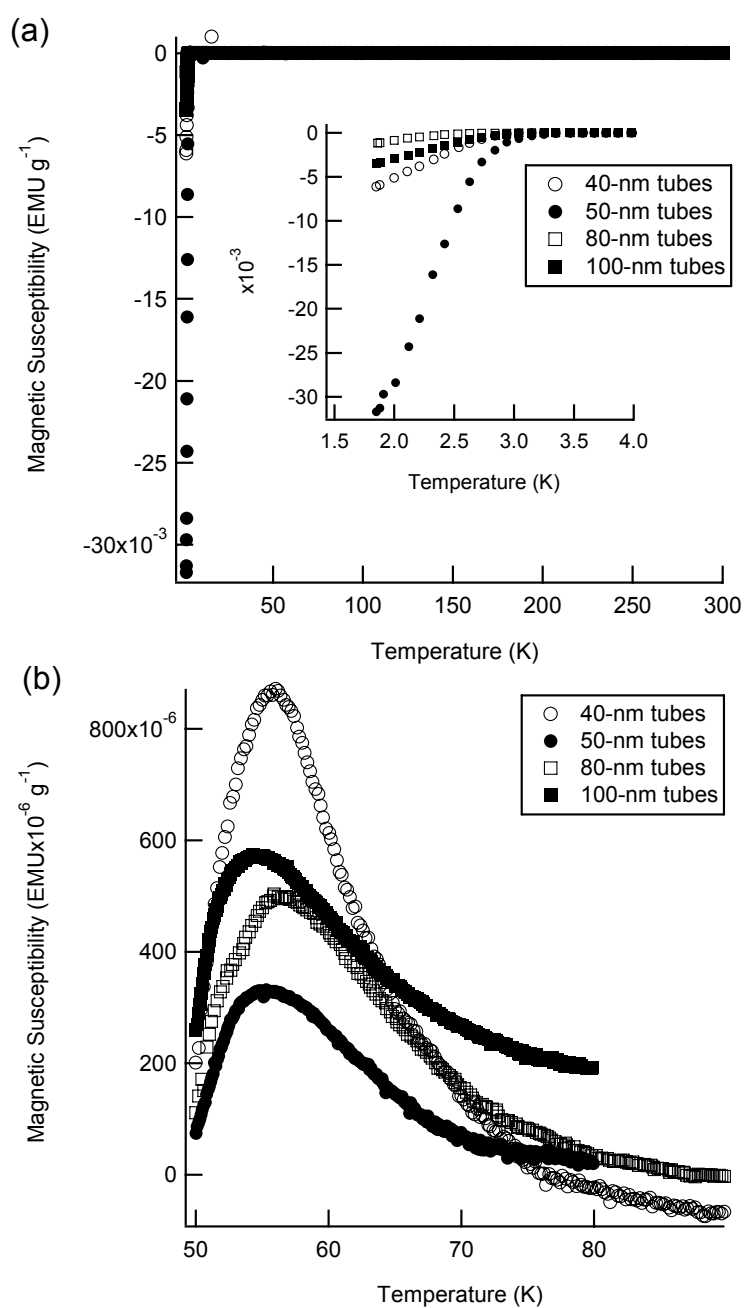 (a)
0
-5
-10
-15
-20
-25
-30x10-3
Magnetic Susceptibility (EMU g-1)
50 100 150 200 250 300
Temperature (K)
0
-5
-10
-15
-20
-25
-30
x10-3
1.5 2.0 2.5 3.0 3.5 4.0
Temperature (K)
40-nm tubes
50-nm tubes
80-nm tubes
100-nm tubes
(b)
800x10-6
600
400
200
0
Magnetic Susceptibility (EMUx10-6 g-1)
50 60 70 80
Temperature (K)
40-nm tubes
50-nm tubes
80-nm tubes
100-nm tubes